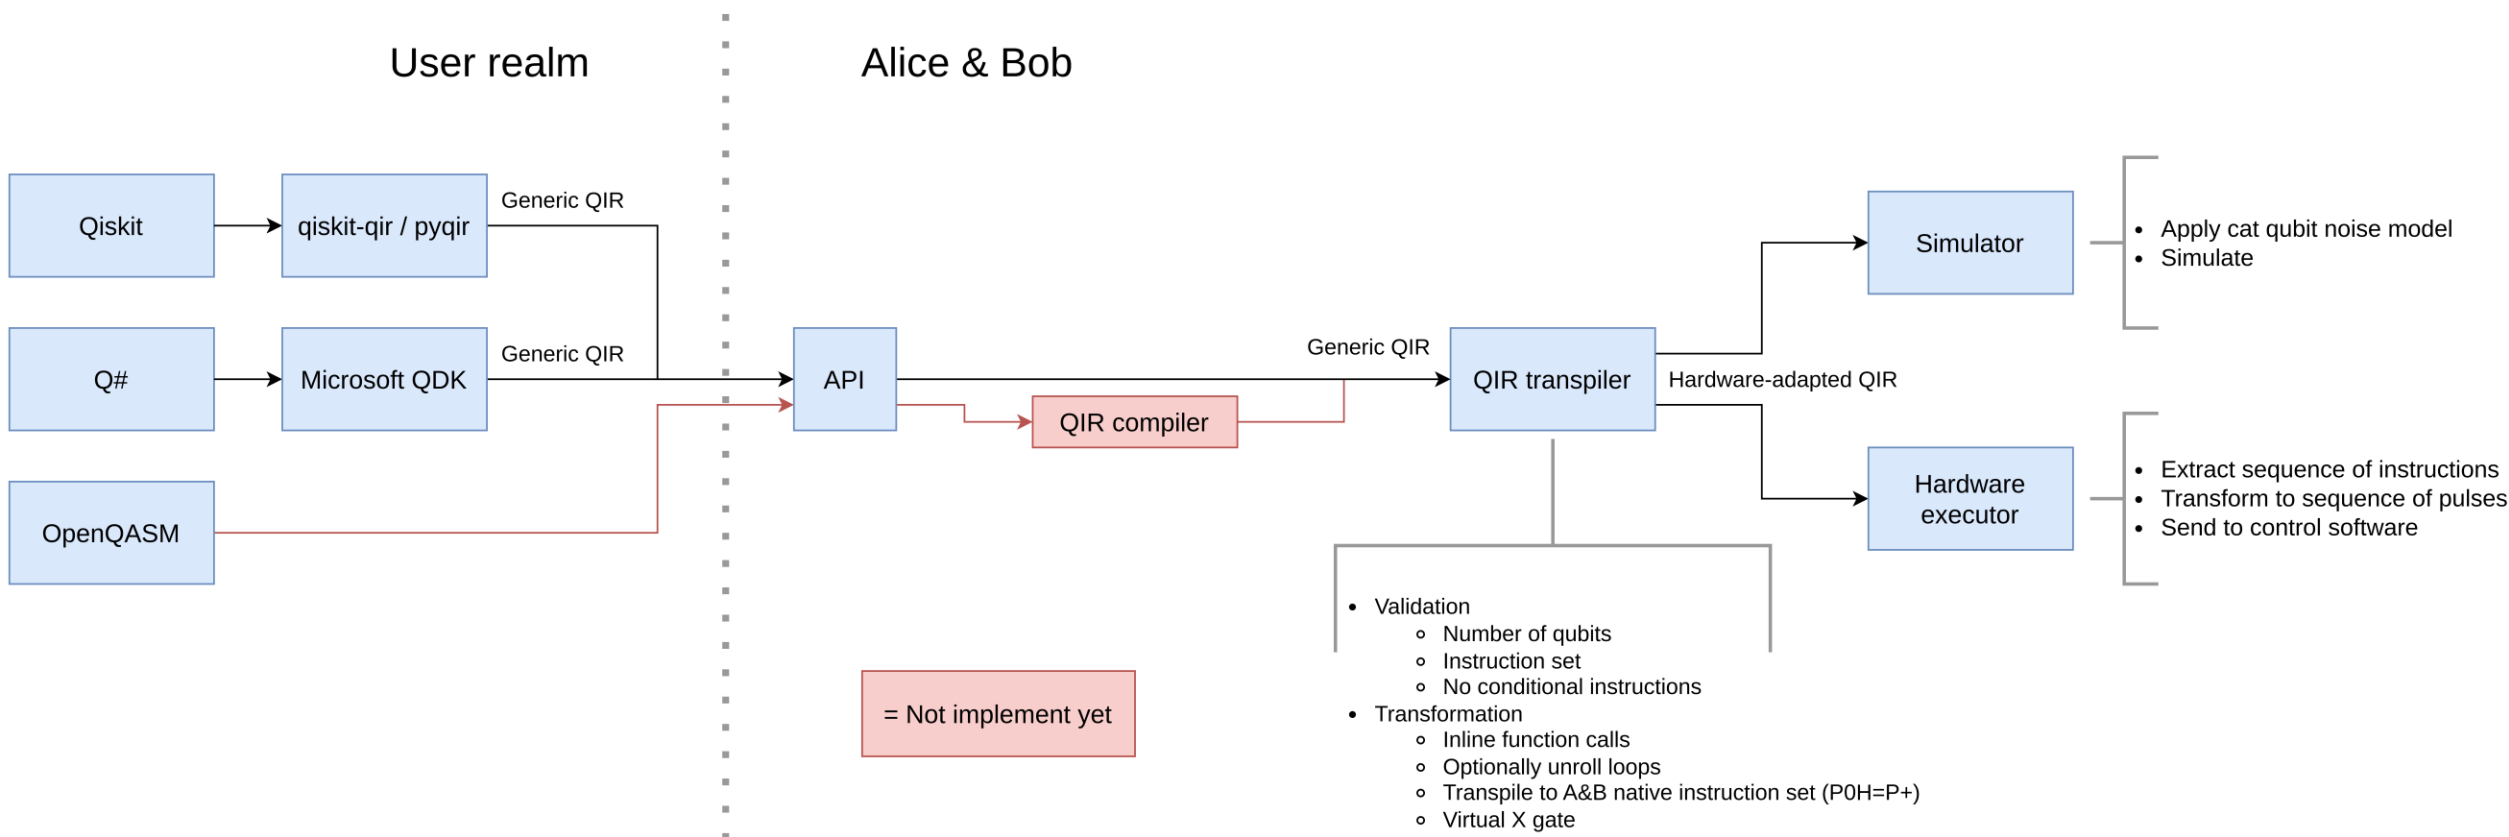 User realm
Alice & Bob
Qiskit
qiskit-qir / pyqir
Generic QIR
Simulator
Apply cat qubit noise model
Simulate
Q#
Microsoft QDK
Generic QIR
API
QIR compiler
Generic QIR
QIR transpiler
Hardware-adapted QIR
OpenQASM
Hardware
executor
Extract sequence of instructions
Transform to sequence of pulses
Send to control software
= Not implement yet
Validation
Number of qubits
Instruction set
No conditional instructions
Transformation
Inline function calls
Optionally unroll loops
Transpile to A&B native instruction set (P0H=P+)
Virtual X gate